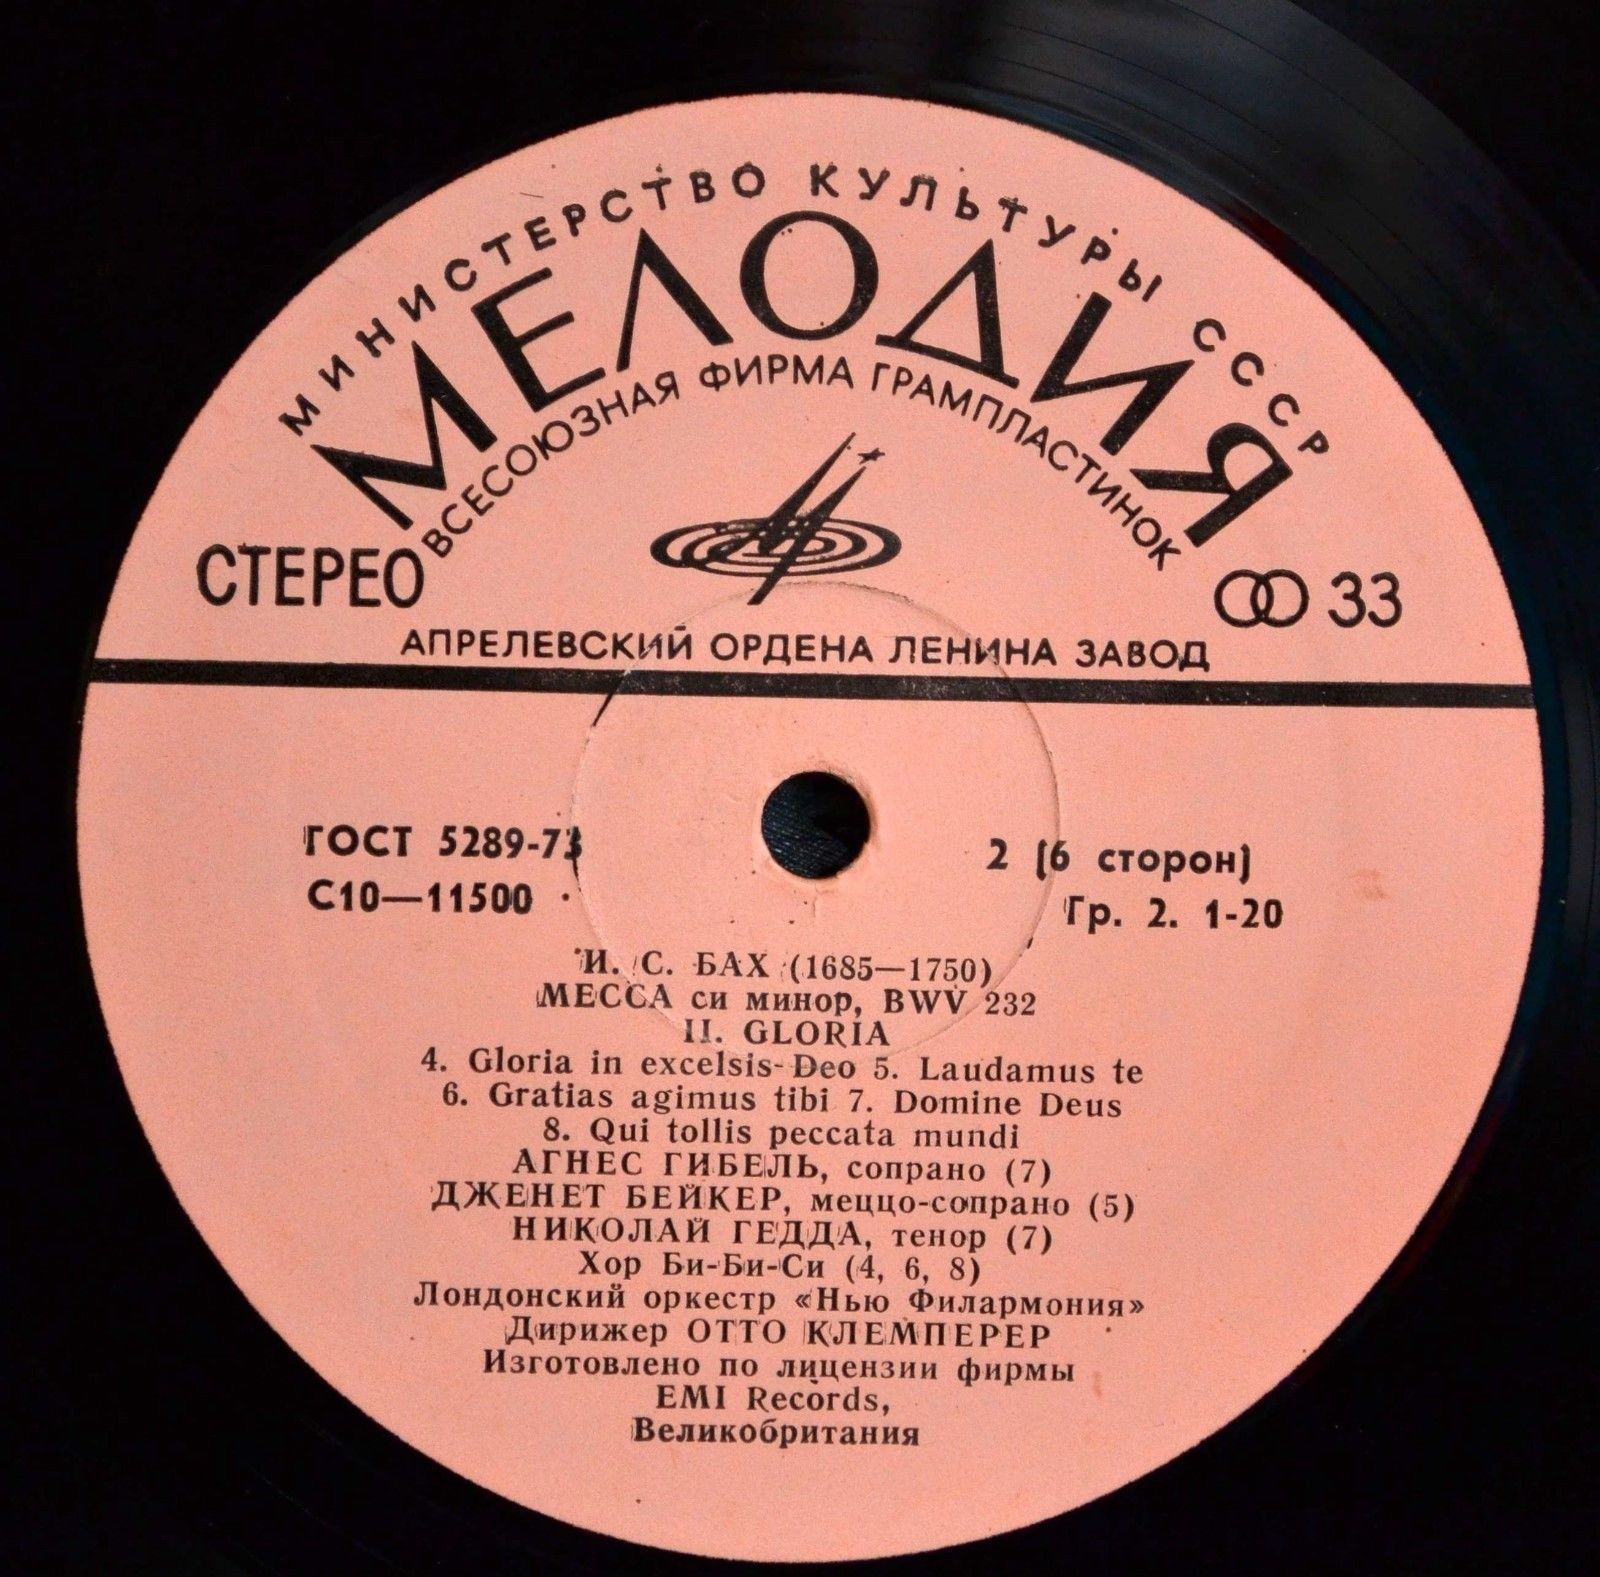 МИНИСТЕРСТВО КУЛЬТУРЫ СССР
МЕЛОДИЯ
ВСЕСОЮЗНАЯ ФИРМА ГРАМПЛАСТИНОК
СТЕРЕО
33
АПРЕЛЕВСКИЙ ОРДЕНА ЛЕНИНА ЗАВОД
ГОСТ 5289-73
С10—11500
2 (6 сторон)
Гр. 2. 1-20
И. С. БАХ (1685—1750)
МЕССА си минор, BWV 232
II. GLORIA
4. Gloria in excelsis Deo 5. Laudamus te
6. Gratias agimus tibi 7. Domine Deus
8. Qui tollis peccata mundi
АГНЕС ГИБЕЛЬ, сопрано (7)
ДЖЕНЕТ БЕЙКЕР, меццо-сопрано (5)
НИКОЛАЙ ГЕДДА, тенор (7)
Хор Би-Би-Си (4, 6, 8)
Лондонский оркестр «Нью Филармония»
Дирижер ОТТО КЛЕМПЕРЕР
Изготовлено по лицензии фирмы
EMI Records,
Великобритания